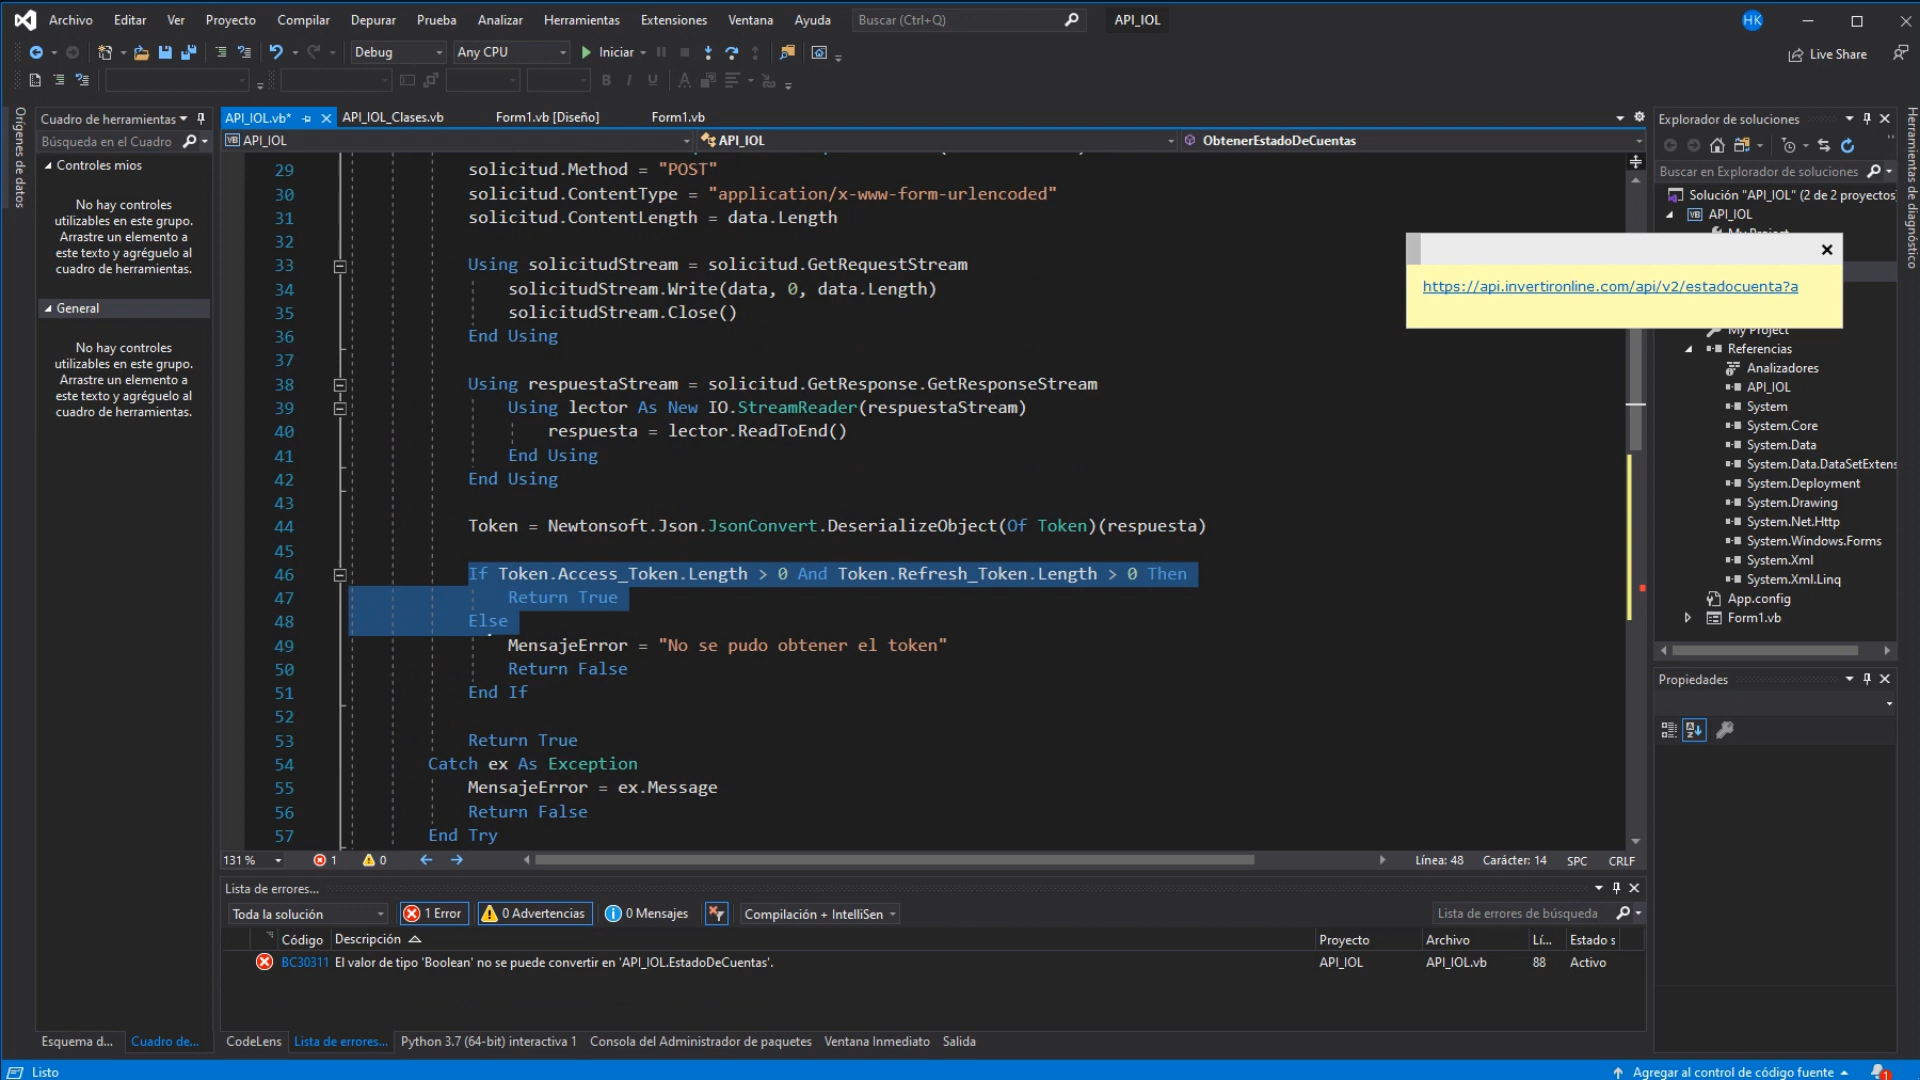 Archivo Editar Ver Proyecto Compilar Depurar Prueba Analizar Herramientas Extensiones Ventana Ayuda Buscar (Ctrl+Q) API_IOL HK
Debug Any CPU Iniciar Live Share
Orígenes de datos
Cuadro de herramientas
Búsqueda en el Cuadro
Controles mios
No hay controles
utilizables en este grupo.
Arrastre un elemento a
este texto y agréguelo al
cuadro de herramientas.
General
No hay controles
utilizables en este grupo.
Arrastre un elemento a
este texto y agréguelo al
cuadro de herramientas.
API_IOL.vb* API_IOL_Clases.vb Form1.vb [Diseño] Form1.vb
API_IOL API_IOL ObtenerEstadoDeCuentas
29 solicitud.Method = "POST"
30 solicitud.ContentType = "application/x-www-form-urlencoded"
31 solicitud.ContentLength = data.Length
32
33 Using solicitudStream = solicitud.GetRequestStream
34 solicitudStream.Write(data, 0, data.Length)
35 solicitudStream.Close()
36 End Using
37
38 Using respuestaStream = solicitud.GetResponse.GetResponseStream
39 Using lector As New IO.StreamReader(respuestaStream)
40 respuesta = lector.ReadToEnd()
41 End Using
42 End Using
43
44 Token = Newtonsoft.Json.JsonConvert.DeserializeObject(Of Token)(respuesta)
45
46 If Token.Access_Token.Length > 0 And Token.Refresh_Token.Length > 0 Then
47 Return True
48 Else
49 MensajeError = "No se pudo obtener el token"
50 Return False
51 End If
52
53 Return True
54 Catch ex As Exception
55 MensajeError = ex.Message
56 Return False
57 End Try
131 % 1 0 Línea: 48 Carácter: 14 SPC CRLF
https://api.invertironline.com/api/v2/estadocuenta?a
Explorador de soluciones
Buscar en Explorador de soluciones
Solución "API_IOL" (2 de 2 proyectos
API_IOL
My Project
My Project
Referencias
Analizadores
API_IOL
System
System.Core
System.Data
System.Data.DataSetExtens
System.Deployment
System.Drawing
System.Net.Http
System.Windows.Forms
System.Xml
System.Xml.Linq
App.config
Form1.vb
Propiedades
Herramientas de diagnóstico
Lista de errores...
Toda la solución 1 Error 0 Advertencias 0 Mensajes Compilación + IntelliSen Lista de errores de búsqueda
Código Descripción Proyecto Archivo Lí... Estado s
BC30311 El valor de tipo 'Boolean' no se puede convertir en 'API_IOL.EstadoDeCuentas'. API_IOL API_IOL.vb 88 Activo
Esquema d... Cuadro de... CodeLens Lista de errores... Python 3.7 (64-bit) interactiva 1 Consola del Administrador de paquetes Ventana Inmediato Salida
Listo Agregar al control de código fuente 1